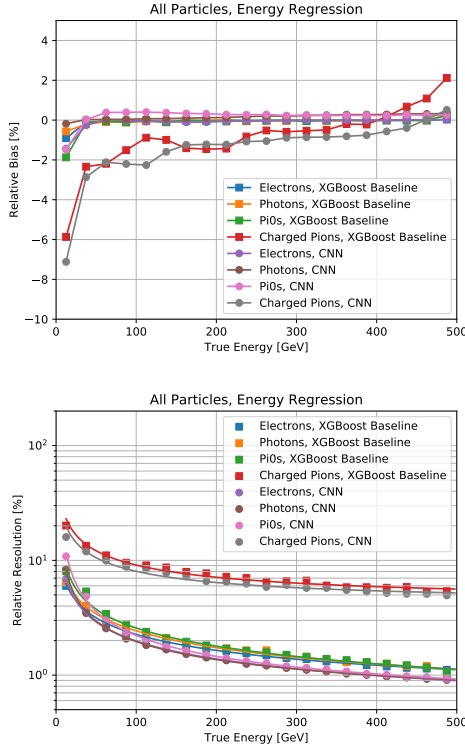 All Particles, Energy Regression
4
2
0
−2
−4
−6
−8
−10
Relative Bias [%]
Electrons, XGBoost Baseline
Photons, XGBoost Baseline
Pi0s, XGBoost Baseline
Charged Pions, XGBoost Baseline
Electrons, CNN
Photons, CNN
Pi0s, CNN
Charged Pions, CNN
0 100 200 300 400 500
True Energy [GeV]
All Particles, Energy Regression
10²
10¹
10⁰
Relative Resolution [%]
Electrons, XGBoost Baseline
Photons, XGBoost Baseline
Pi0s, XGBoost Baseline
Charged Pions, XGBoost Baseline
Electrons, CNN
Photons, CNN
Pi0s, CNN
Charged Pions, CNN
0 100 200 300 400 500
True Energy [GeV]